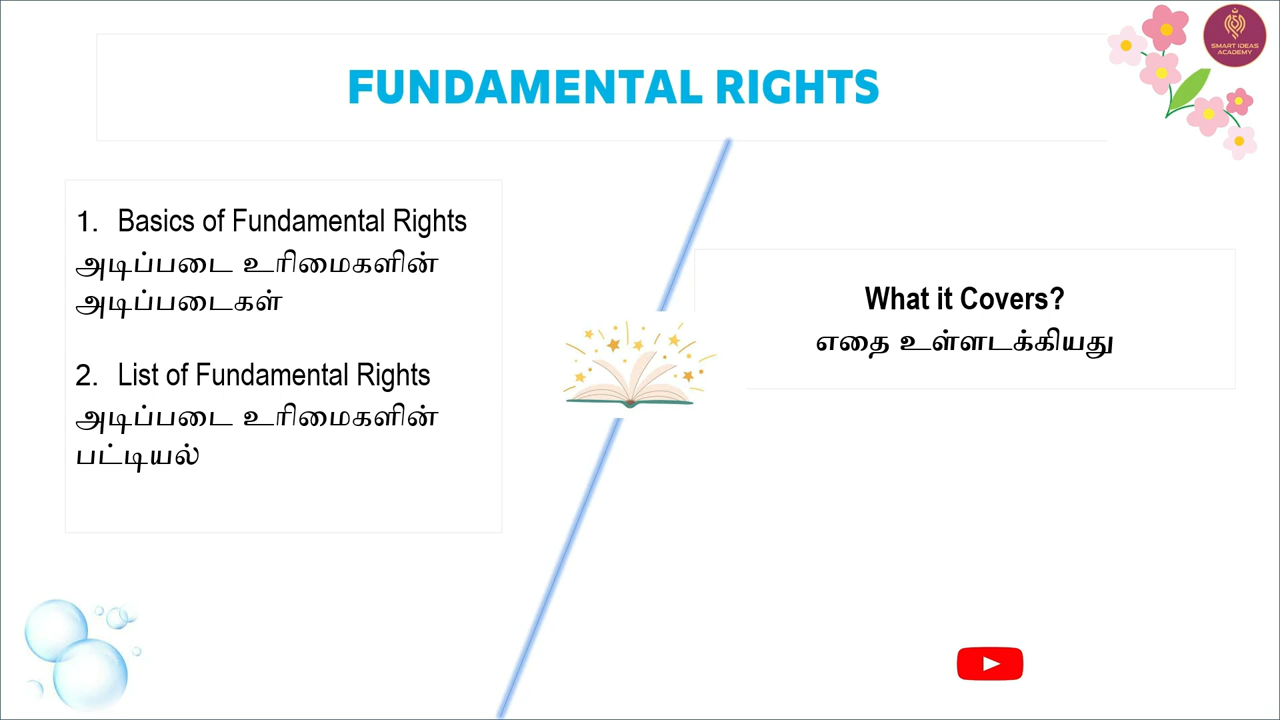 FUNDAMENTAL RIGHTS
SMART IDEAS
ACADEMY
1. Basics of Fundamental Rights
அடிப்படை உரிமைகளின்
அடிப்படைகள்
2. List of Fundamental Rights
அடிப்படை உரிமைகளின்
பட்டியல்
What it Covers?
எதை உள்ளடக்கியது